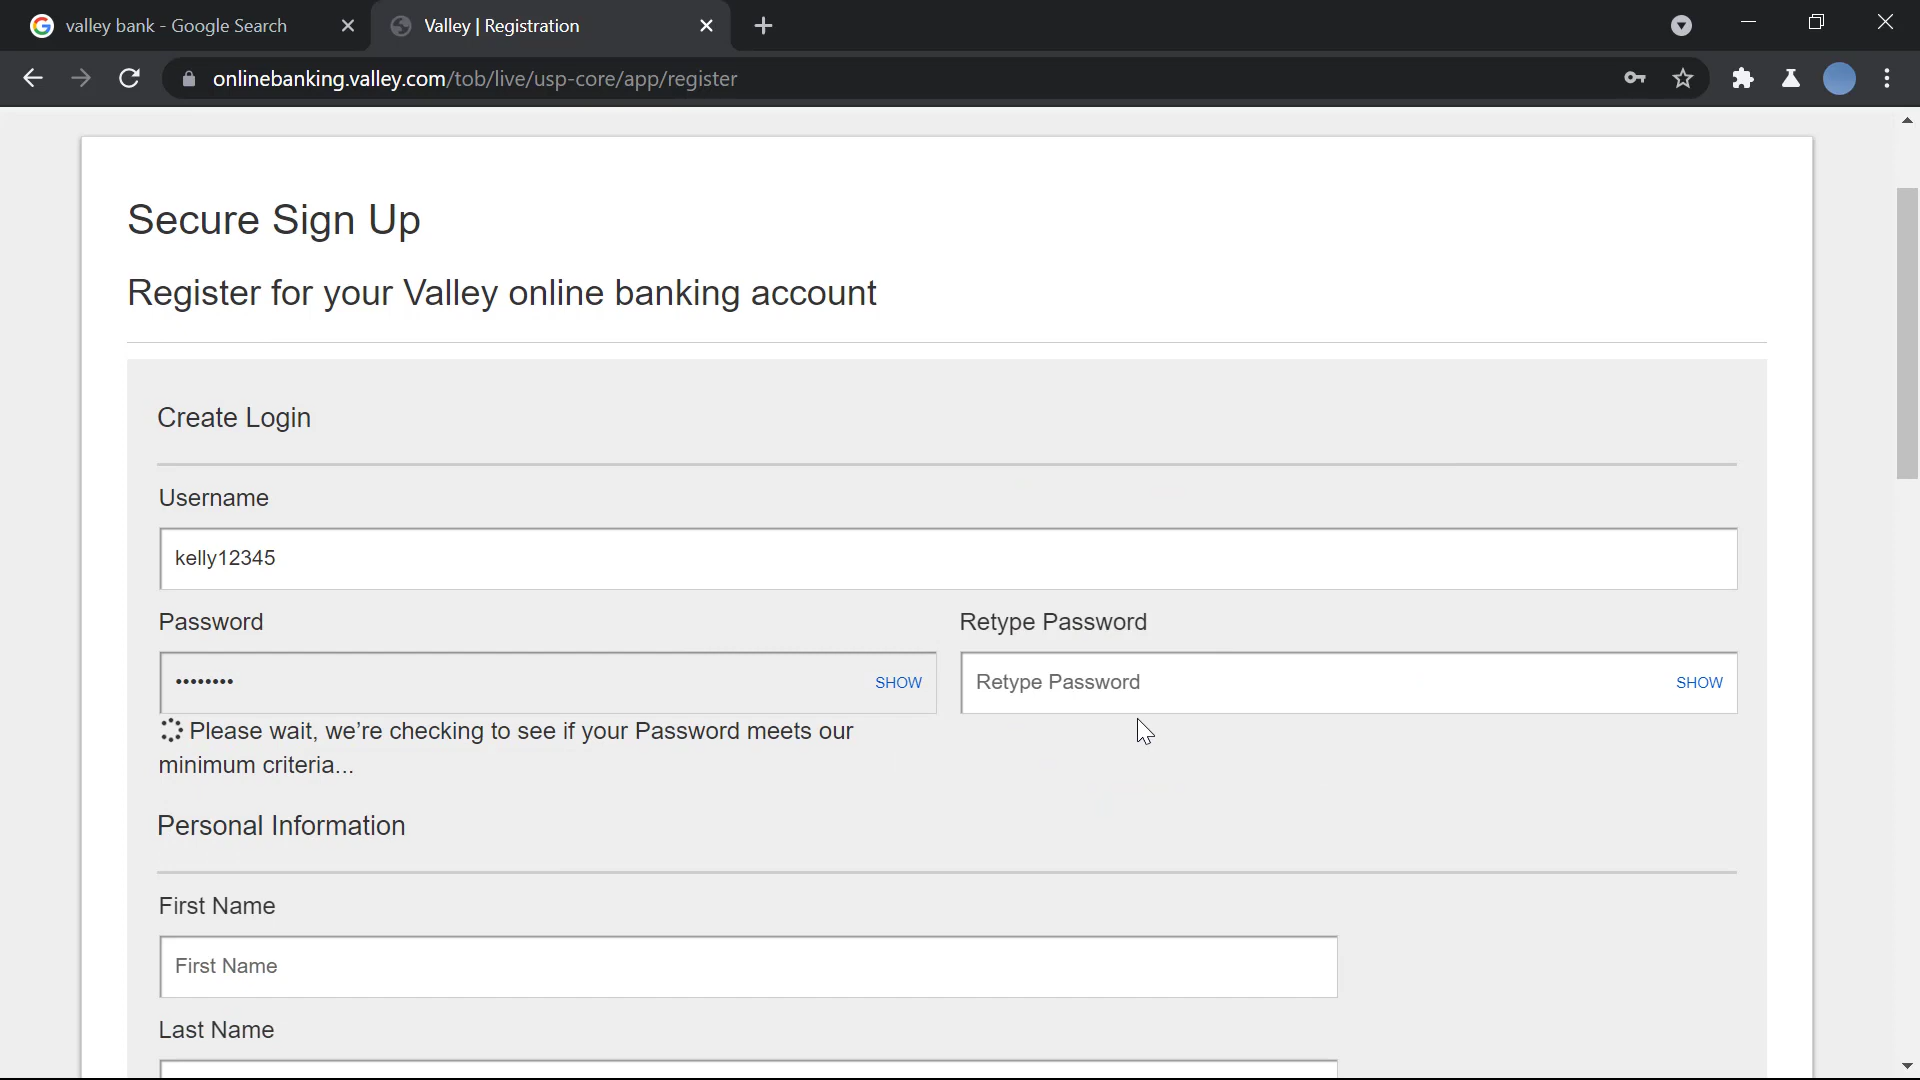 valley bank - Google Search
Valley | Registration
onlinebanking.valley.com/tob/live/usp-core/app/register
Secure Sign Up
Register for your Valley online banking account
Create Login
Username
kelly12345
Password
Retype Password
•••••••• SHOW
Retype Password SHOW
Please wait, we’re checking to see if your Password meets our
minimum criteria...
Personal Information
First Name
First Name
Last Name